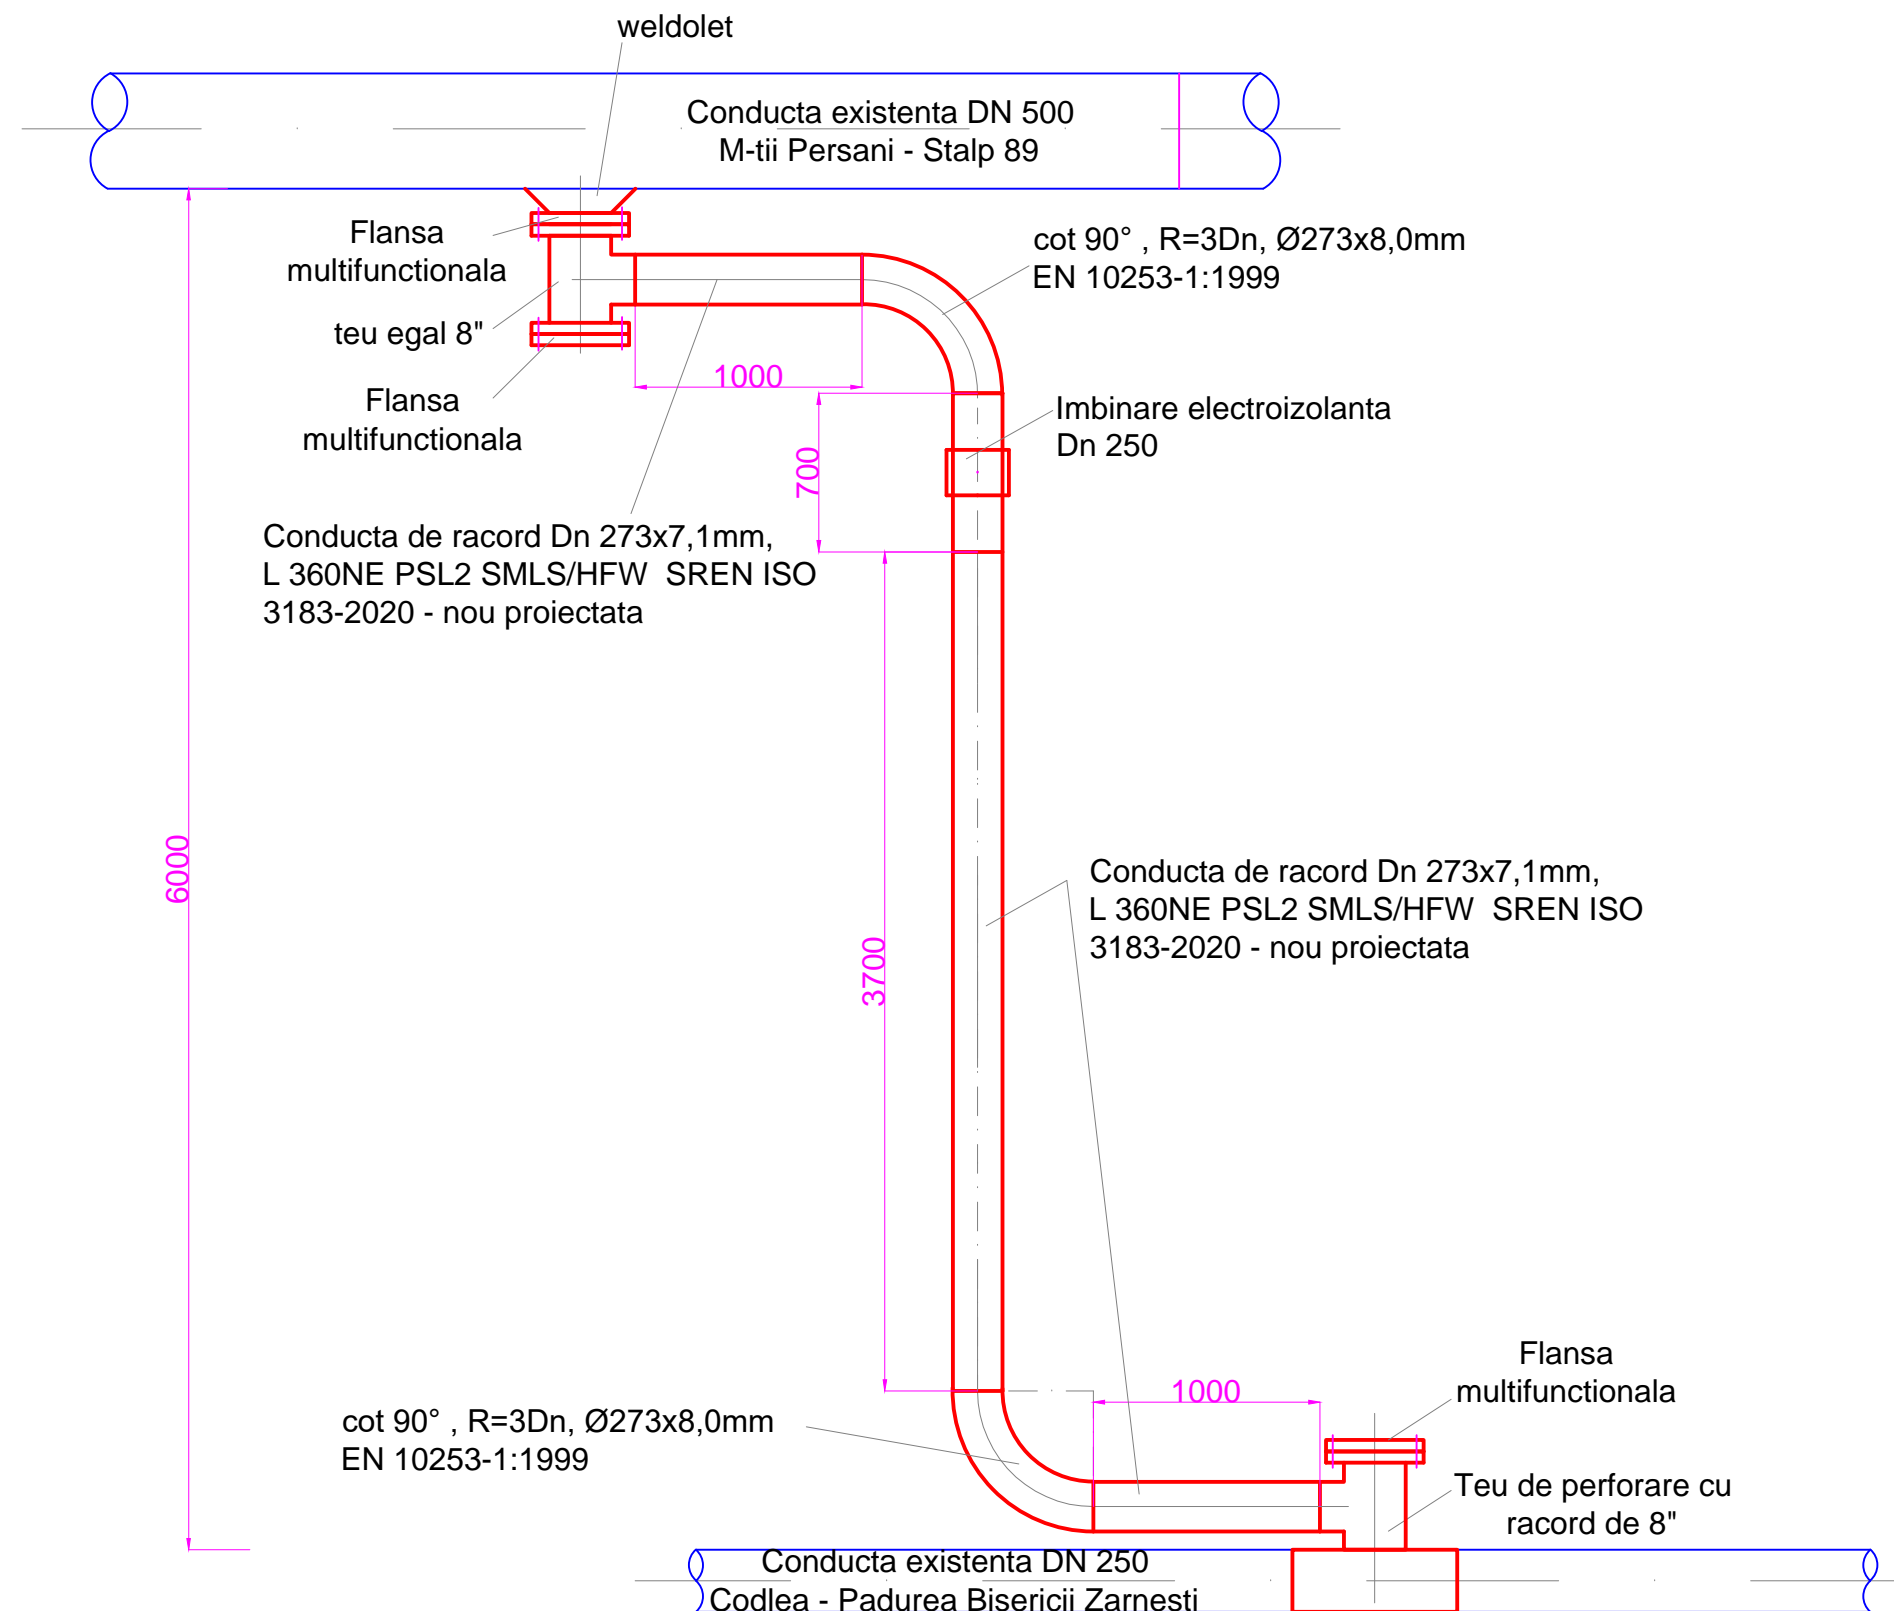 weldolet
Conducta existenta DN 500
M-tii Persani - Stalp 89
Flansa
multifunctionala
cot 90° , R=3Dn, Ø273x8,0mm
EN 10253-1:1999
teu egal 8"
1000
Flansa
multifunctionala
Imbinare electroizolanta
Dn 250
700
Conducta de racord Dn 273x7,1mm,
L 360NE PSL2 SMLS/HFW  SREN ISO
3183-2020 - nou proiectata
6000
Conducta de racord Dn 273x7,1mm,
L 360NE PSL2 SMLS/HFW  SREN ISO
3183-2020 - nou proiectata
3700
Flansa
multifunctionala
1000
cot 90° , R=3Dn, Ø273x8,0mm
EN 10253-1:1999
Teu de perforare cu
racord de 8"
Conducta existenta DN 250
Codlea - Padurea Bisericii Zarnesti